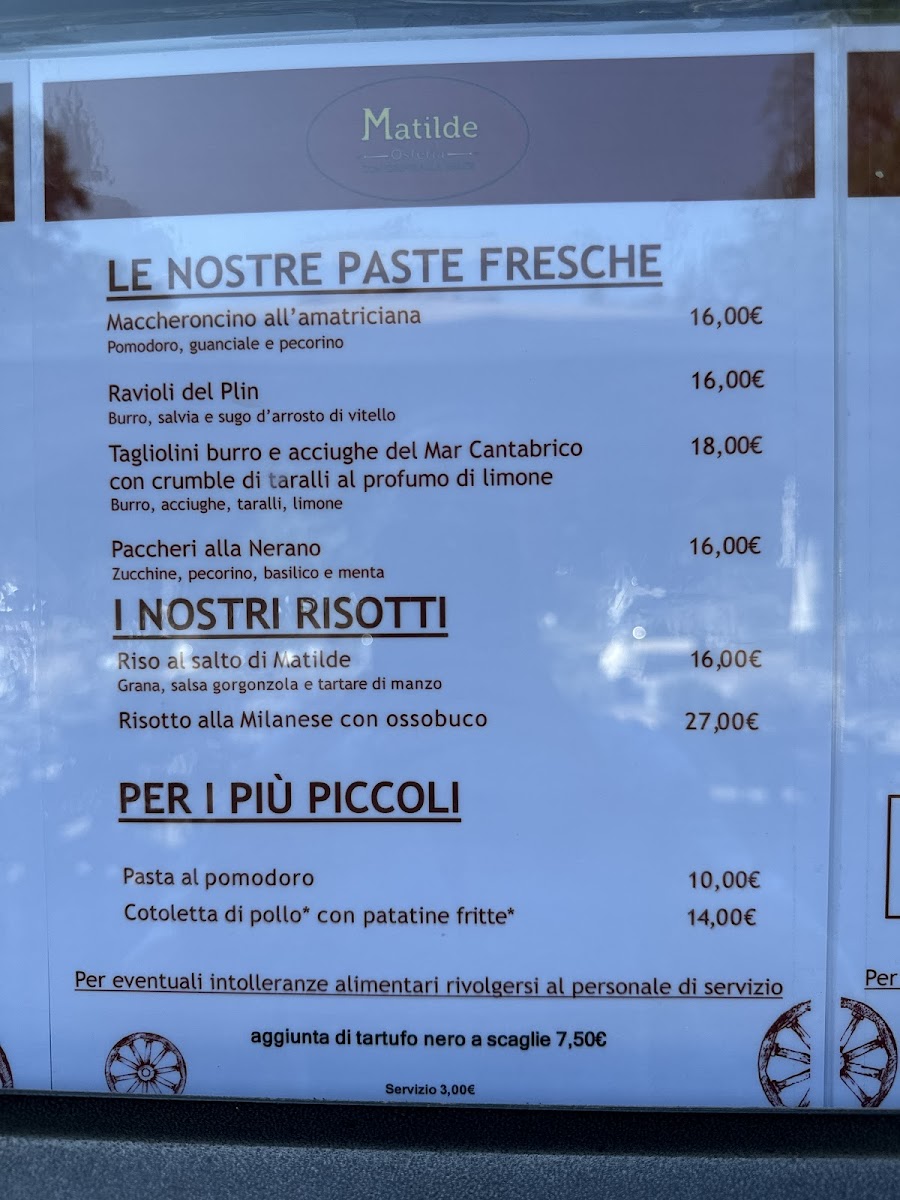 Matilde
Osteria
LE NOSTRE PASTE FRESCHE
Maccheroncino all'amatriciana 16,00€
Pomodoro, guanciale e pecorino
Ravioli del Plin 16,00€
Burro, salvia e sugo d'arrosto di vitello
Tagliolini burro e acciughe del Mar Cantabrico 18,00€
con crumble di taralli al profumo di limone
Burro, acciughe, taralli, limone
Paccheri alla Nerano 16,00€
Zucchine, pecorino, basilico e menta
I NOSTRI RISOTTI
Riso al salto di Matilde 16,00€
Grana, salsa gorgonzola e tartare di manzo
Risotto alla Milanese con ossobuco 27,00€
PER I PIÙ PICCOLI
Pasta al pomodoro 10,00€
Cotoletta di pollo* con patatine fritte* 14,00€
Per eventuali intolleranze alimentari rivolgersi al personale di servizio
aggiunta di tartufo nero a scaglie 7,50€
Servizio 3,00€
Per